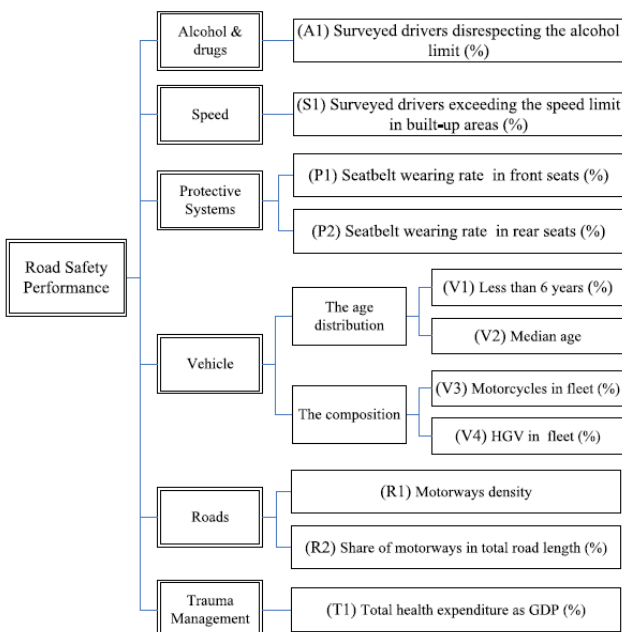 Alcohol &
drugs
(A1) Surveyed drivers disrespecting the alcohol
limit (%)
Speed
(S1) Surveyed drivers exceeding the speed limit
in built-up areas (%)
Protective
Systems
(P1) Seatbelt wearing rate in front seats (%)
(P2) Seatbelt wearing rate in rear seats (%)
Road Safety
Performance
Vehicle
The age
distribution
(V1) Less than 6 years (%)
(V2) Median age
The composition
(V3) Motorcycles in fleet (%)
(V4) HGV in fleet (%)
Roads
(R1) Motorways density
(R2) Share of motorways in total road length (%)
Trauma
Management
(T1) Total health expenditure as GDP (%)